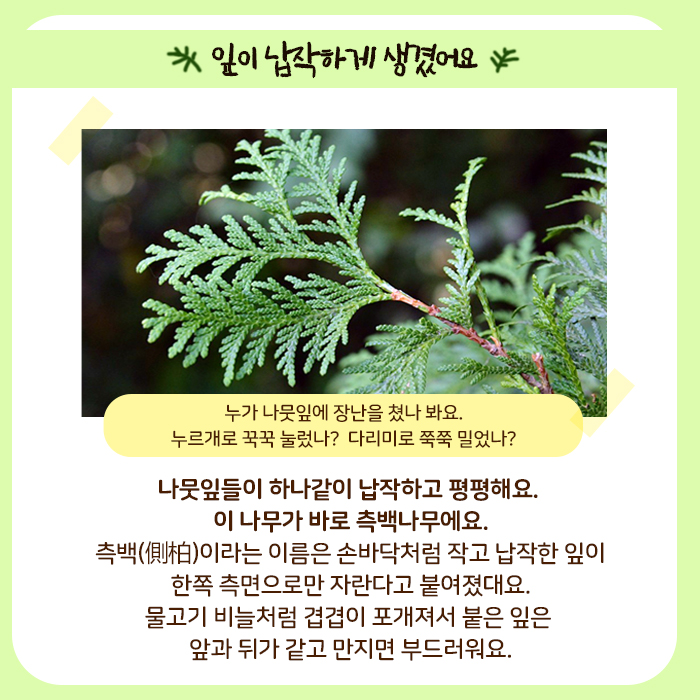 잎이 납작하게 생겼어요
누가 나뭇잎에 장난을 쳤나 봐요.
누르개로 꾹꾹 눌렀나? 다리미로 쭉쭉 밀었나?
나뭇잎들이 하나같이 납작하고 평평해요.
이 나무가 바로 측백나무에요.
측백(側柏)이라는 이름은 손바닥처럼 작고 납작한 잎이
한쪽 측면으로만 자란다고 붙여졌대요.
물고기 비늘처럼 겹겹이 포개져서 붙은 잎은
앞과 뒤가 같고 만지면 부드러워요.